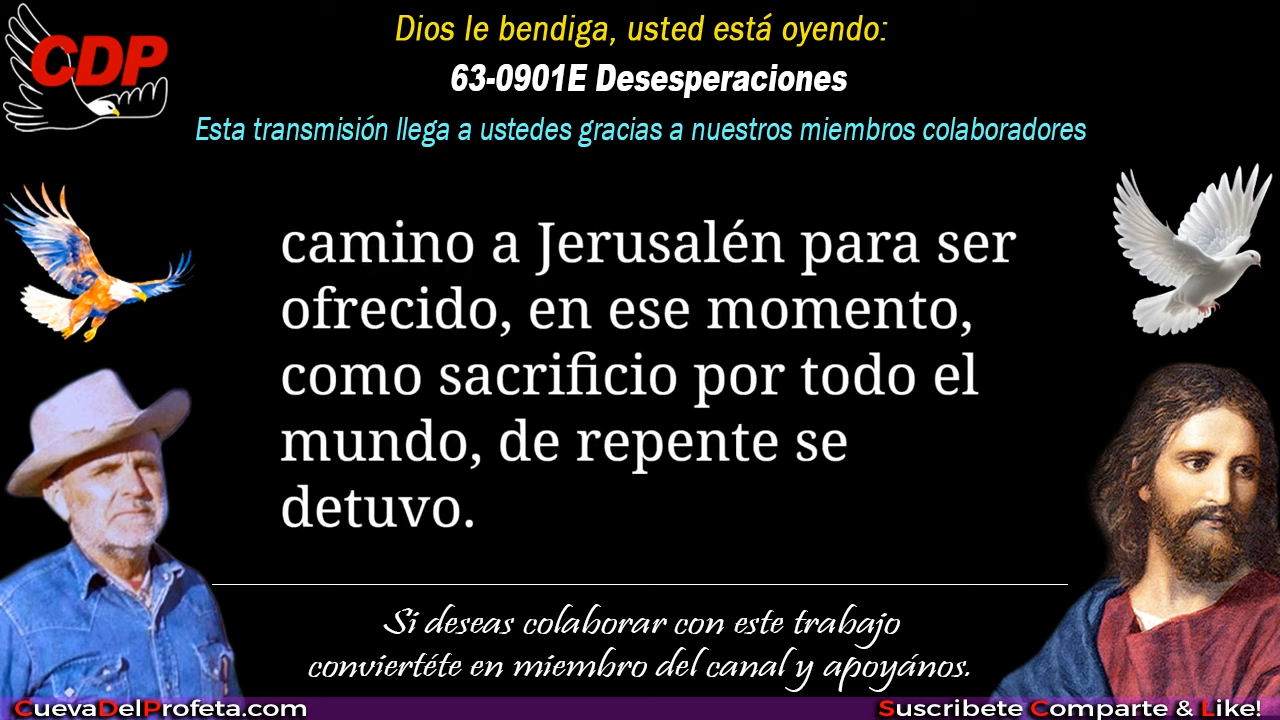 CDP
Dios le bendiga, usted está oyendo:
63-0901E Desesperaciones
Esta transmisión llega a ustedes gracias a nuestros miembros colaboradores
camino a Jerusalén para ser
ofrecido, en ese momento,
como sacrificio por todo el
mundo, de repente se
detuvo.
Si deseas colaborar con este trabajo
conviertéte en miembro del canal y apoyános.
CuevaDelProfeta.com
Suscribete Comparte & Like!